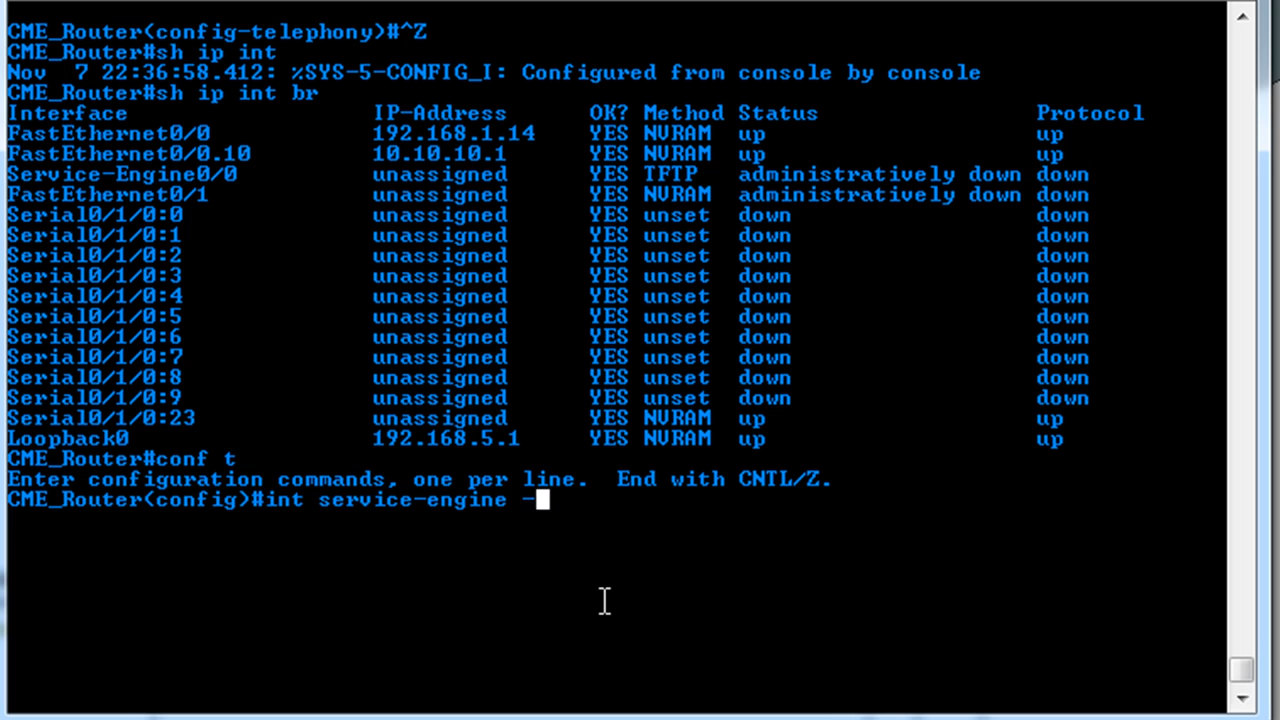 CME_Router(config-telephony)#^Z
CME_Router#sh ip int
Nov  7 22:36:58.412: %SYS-5-CONFIG_I: Configured from console by console
CME_Router#sh ip int br
Interface                  IP-Address      OK? Method Status                Protocol
FastEthernet0/0            192.168.1.14    YES NVRAM  up                    up
FastEthernet0/0.10         10.10.10.1      YES NVRAM  up                    up
Service-Engine0/0          unassigned      YES TFTP   administratively down down
FastEthernet0/1            unassigned      YES NVRAM  administratively down down
Serial0/1/0:0              unassigned      YES unset  down                  down
Serial0/1/0:1              unassigned      YES unset  down                  down
Serial0/1/0:2              unassigned      YES unset  down                  down
Serial0/1/0:3              unassigned      YES unset  down                  down
Serial0/1/0:4              unassigned      YES unset  down                  down
Serial0/1/0:5              unassigned      YES unset  down                  down
Serial0/1/0:6              unassigned      YES unset  down                  down
Serial0/1/0:7              unassigned      YES unset  down                  down
Serial0/1/0:8              unassigned      YES unset  down                  down
Serial0/1/0:9              unassigned      YES unset  down                  down
Serial0/1/0:23             unassigned      YES NVRAM  up                    up
Loopback0                  192.168.5.1     YES NVRAM  up                    up
CME_Router#conf t
Enter configuration commands, one per line.  End with CNTL/Z.
CME_Router(config)#int service-engine -